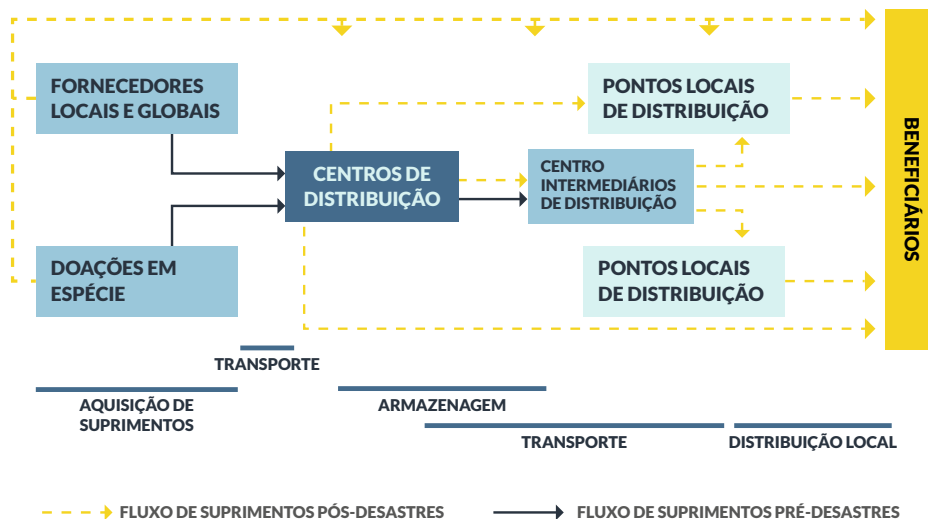 FORNECEDORES
LOCAIS E GLOBAIS
PONTOS LOCAIS
DE DISTRIBUIÇÃO
CENTROS DE
DISTRIBUIÇÃO
CENTRO
INTERMEDIÁRIOS
DE DISTRIBUIÇÃO
BENEFICIÁRIOS
DOAÇÕES EM
ESPÉCIE
PONTOS LOCAIS
DE DISTRIBUIÇÃO
TRANSPORTE
AQUISIÇÃO DE
SUPRIMENTOS
ARMAZENAGEM
TRANSPORTE
DISTRIBUIÇÃO LOCAL
FLUXO DE SUPRIMENTOS PÓS-DESASTRES
FLUXO DE SUPRIMENTOS PRÉ-DESASTRES